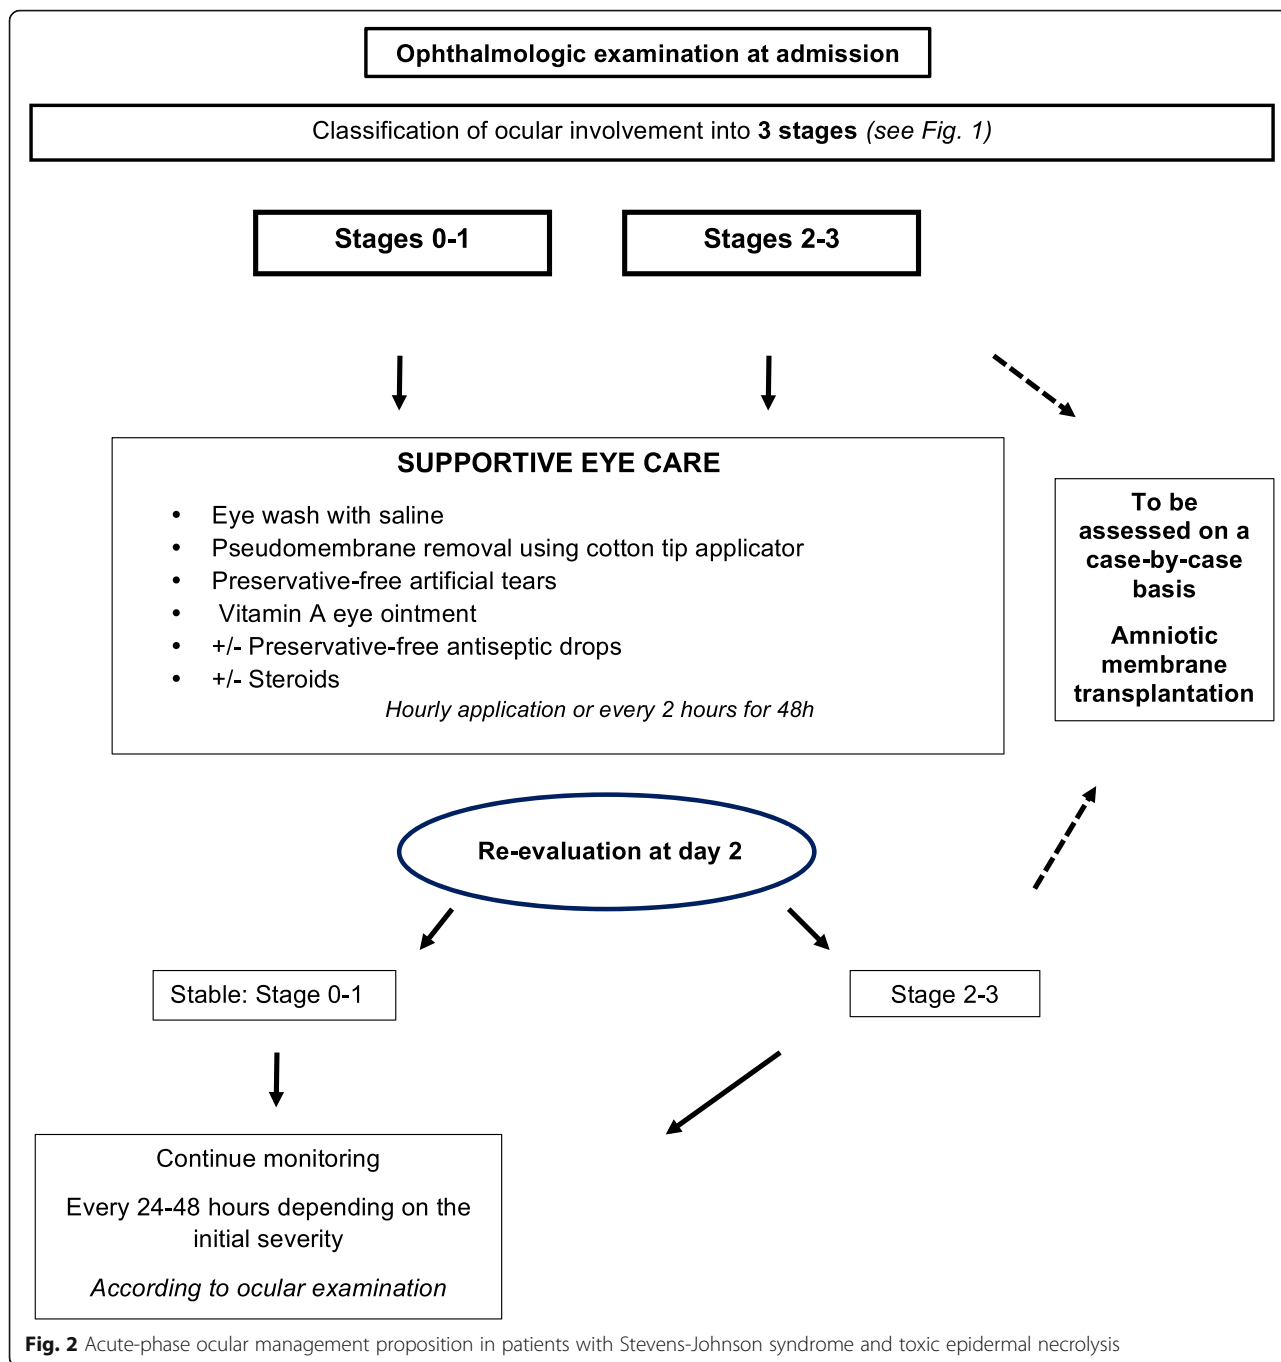 Ophthalmologic examination at admission
Classification of ocular involvement into 3 stages (see Fig. 1)
Stages 0-1
Stages 2-3
SUPPORTIVE EYE CARE
• Eye wash with saline
• Pseudomembrane removal using cotton tip applicator
• Preservative-free artificial tears
• Vitamin A eye ointment
• +/- Preservative-free antiseptic drops
• +/- Steroids
Hourly application or every 2 hours for 48h
To be
assessed on a
case-by-case
basis
Amniotic
membrane
transplantation
Re-evaluation at day 2
Stable: Stage 0-1
Stage 2-3
Continue monitoring
Every 24-48 hours depending on the
initial severity
According to ocular examination
Fig. 2 Acute-phase ocular management proposition in patients with Stevens-Johnson syndrome and toxic epidermal necrolysis